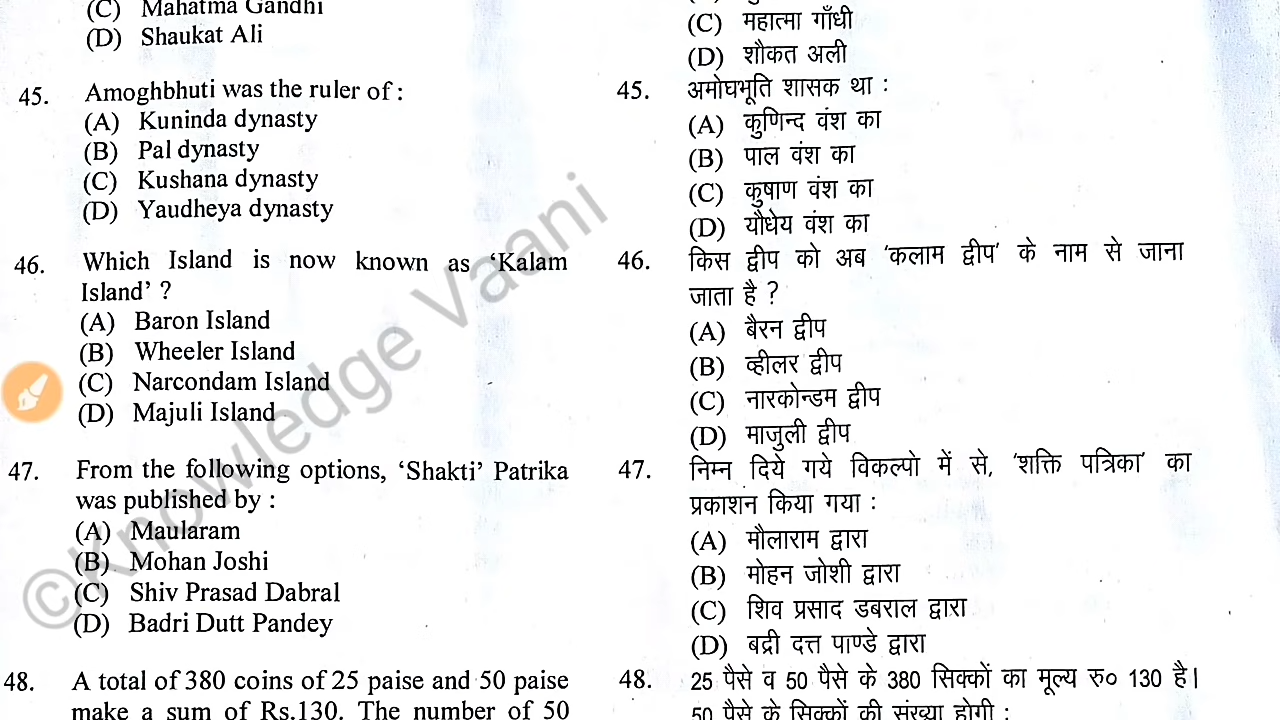 (C) Mahatma Gandhi
(D) Shaukat Ali
45. Amoghbhuti was the ruler of :
(A) Kuninda dynasty
(B) Pal dynasty
(C) Kushana dynasty
(D) Yaudheya dynasty
46. Which Island is now known as ‘Kalam
Island’ ?
(A) Baron Island
(B) Wheeler Island
(C) Narcondam Island
(D) Majuli Island
47. From the following options, ‘Shakti’ Patrika
was published by :
(A) Maularam
(B) Mohan Joshi
(C) Shiv Prasad Dabral
(D) Badri Dutt Pandey
48. A total of 380 coins of 25 paise and 50 paise
make a sum of Rs.130. The number of 50
(C) महात्मा गाँधी
(D) शौकत अली
45. अमोघभूति शासक था :
(A) कुणिन्द वंश का
(B) पाल वंश का
(C) कुषाण वंश का
(D) यौधेय वंश का
46. किस द्वीप को अब ‘कलाम द्वीप’ के नाम से जाना
जाता है ?
(A) बैरन द्वीप
(B) व्हीलर द्वीप
(C) नारकोन्डम द्वीप
(D) माजुली द्वीप
47. निम्न दिये गये विकल्पो में से, ‘शक्ति पत्रिका’ का
प्रकाशन किया गया :
(A) मौलाराम द्वारा
(B) मोहन जोशी द्वारा
(C) शिव प्रसाद डबराल द्वारा
(D) बद्री दत्त पाण्डे द्वारा
48. 25 पैसे व 50 पैसे के 380 सिक्कों का मूल्य रु० 130 है।
50 पैसे के सिक्कों की संख्या होगी :
©Knowledge Vaani